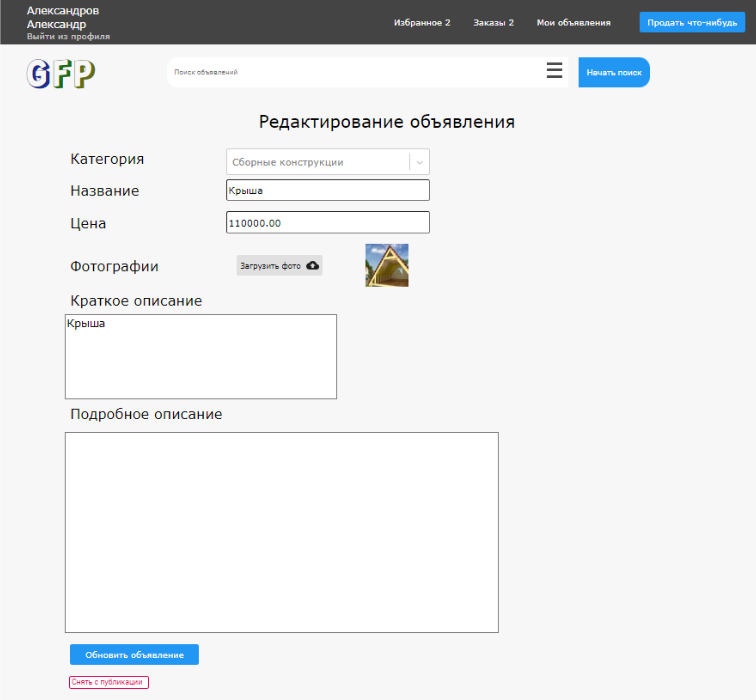 Александров
Александр
Выйти из профиля
Избранное 2
Заказы 2
Мои объявления
Продать что-нибудь
GFP
Поиск объявлений
Начать поиск
Редактирование объявления
Категория
Сборные конструкции
Название
Крыша
Цена
110000.00
Фотографии
Загрузить фото
Краткое описание
Крыша
Подробное описание
Обновить объявление
Снять с публикации